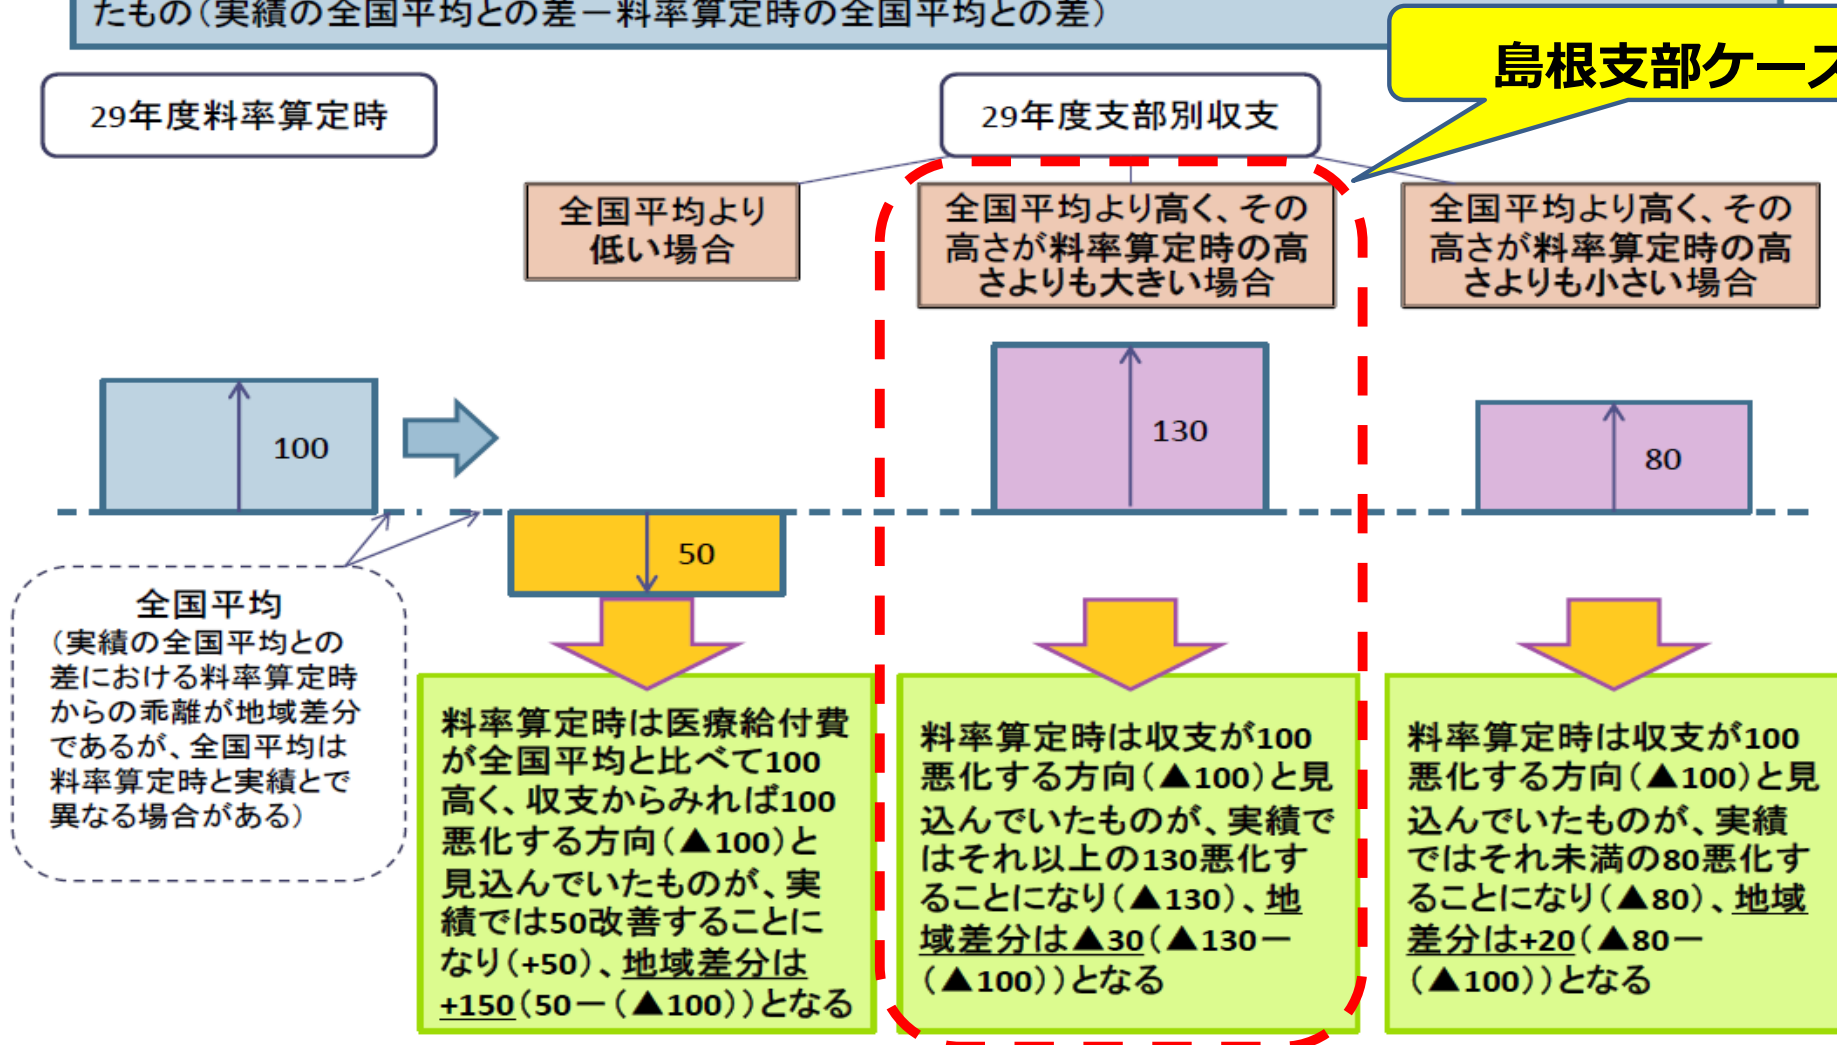 たもの（実績の全国平均との差－料率算定時の全国平均との差）
島根支部ケース
29年度料率算定時
29年度支部別収支
全国平均より
低い場合
全国平均より高く、その
高さが料率算定時の高
さよりも大きい場合
全国平均より高く、その
高さが料率算定時の高
さよりも小さい場合
100
50
130
80
全国平均
（実績の全国平均との
差における料率算定時
からの乖離が地域差分
であるが、全国平均は
料率算定時と実績とで
異なる場合がある）
料率算定時は医療給付費
が全国平均と比べて100
高く、収支からみれば100
悪化する方向（▲100）と
見込んでいたものが、実
績では50改善することに
なり（+50）、地域差分は
+150（50－（▲100））となる
料率算定時は収支が100
悪化する方向（▲100）と見
込んでいたものが、実績で
はそれ以上の130悪化す
ることになり（▲130）、地
域差分は▲30（▲130－
（▲100））となる
料率算定時は収支が100
悪化する方向（▲100）と見
込んでいたものが、実績
ではそれ未満の80悪化す
ることになり（▲80）、地域
差分は+20（▲80－
（▲100））となる